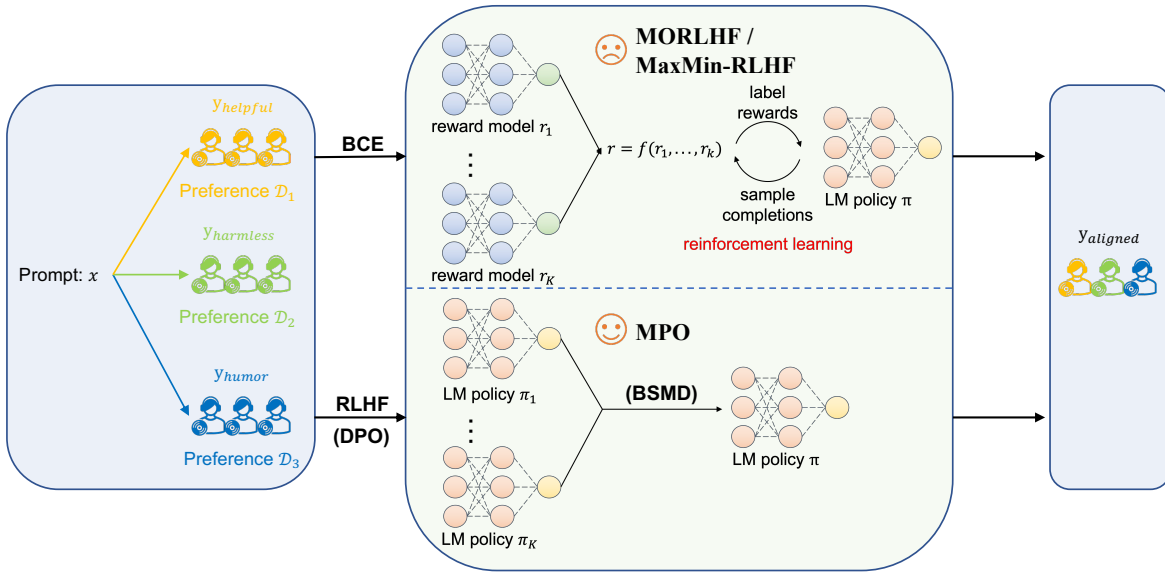 Prompt: x
y_helpful
Preference 𝒟_1
y_harmless
Preference 𝒟_2
y_humor
Preference 𝒟_3
BCE
RLHF
(DPO)
MORLHF /
MaxMin-RLHF
reward model r_1
⋮
reward model r_K
r = f(r_1, … , r_k)
label
rewards
sample
completions
reinforcement learning
LM policy π
MPO
LM policy π_1
⋮
LM policy π_K
(BSMD)
LM policy π
y_aligned